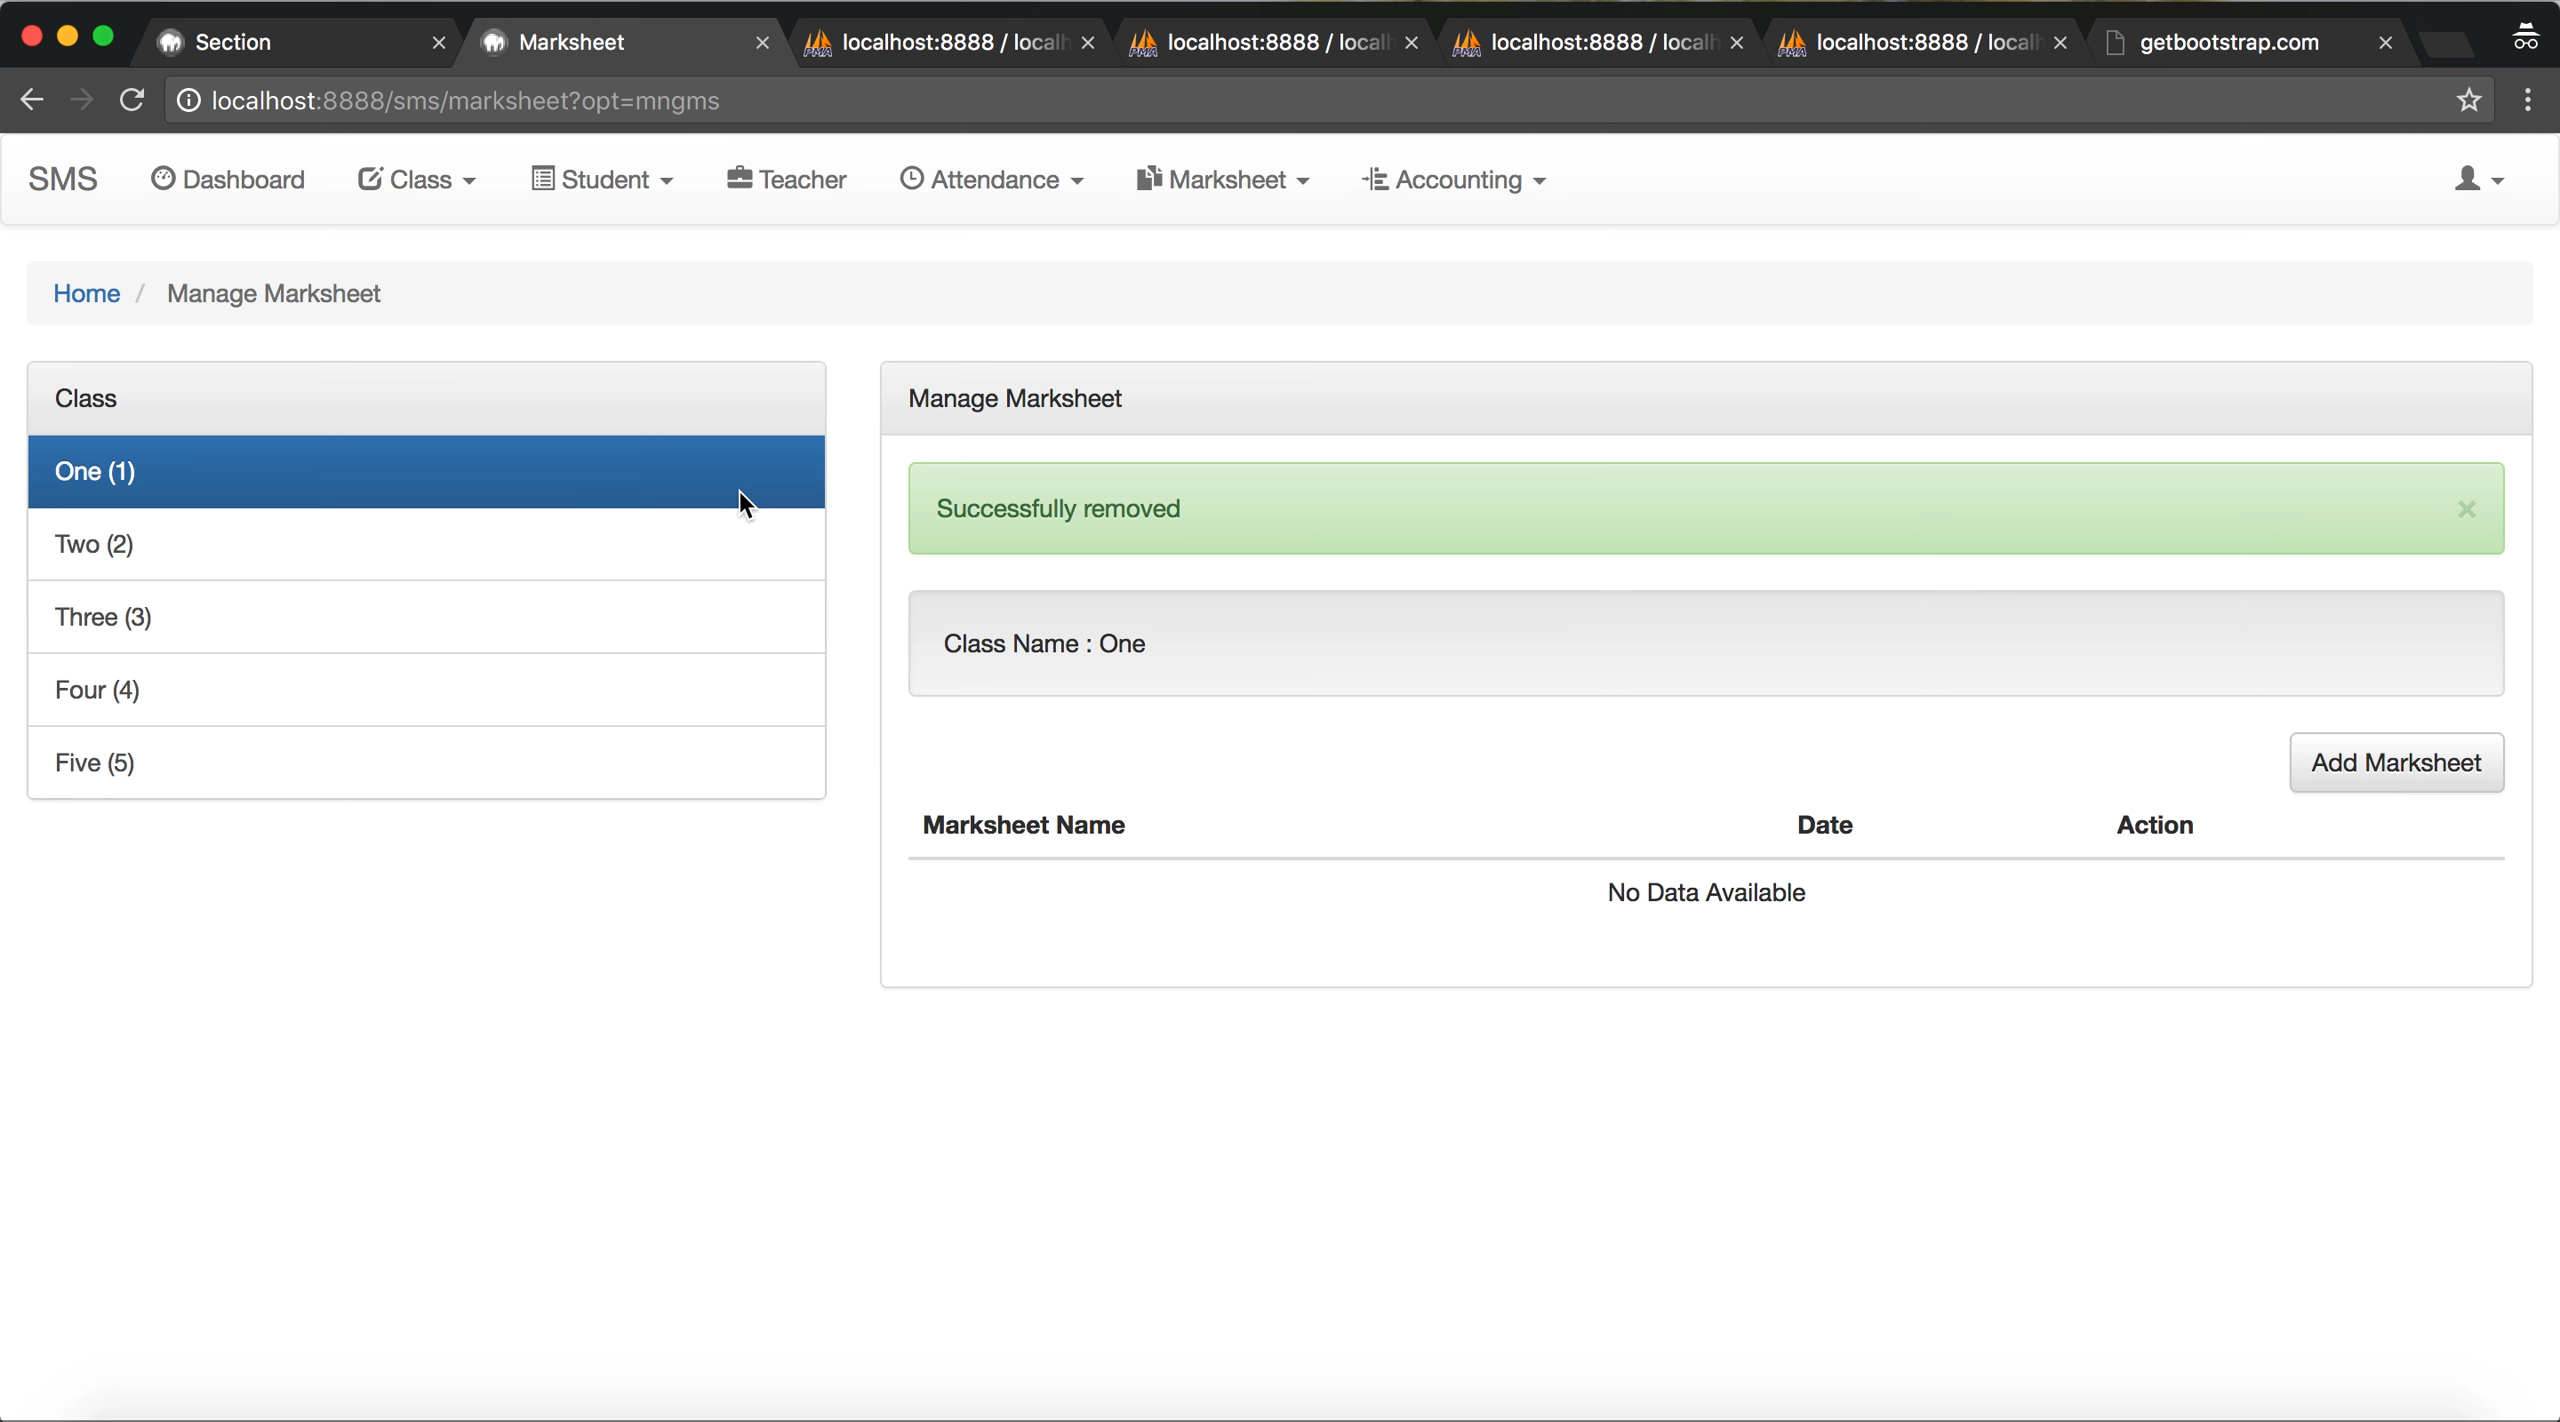 Section
Marksheet
localhost:8888 / localh
localhost:8888 / localh
localhost:8888 / localh
localhost:8888 / localh
getbootstrap.com
localhost:8888/sms/marksheet?opt=mngms
SMS Dashboard Class Student Teacher Attendance Marksheet Accounting
Home / Manage Marksheet
Class
One (1)
Two (2)
Three (3)
Four (4)
Five (5)
Manage Marksheet
Successfully removed
Class Name : One
Add Marksheet
Marksheet Name Date Action
No Data Available